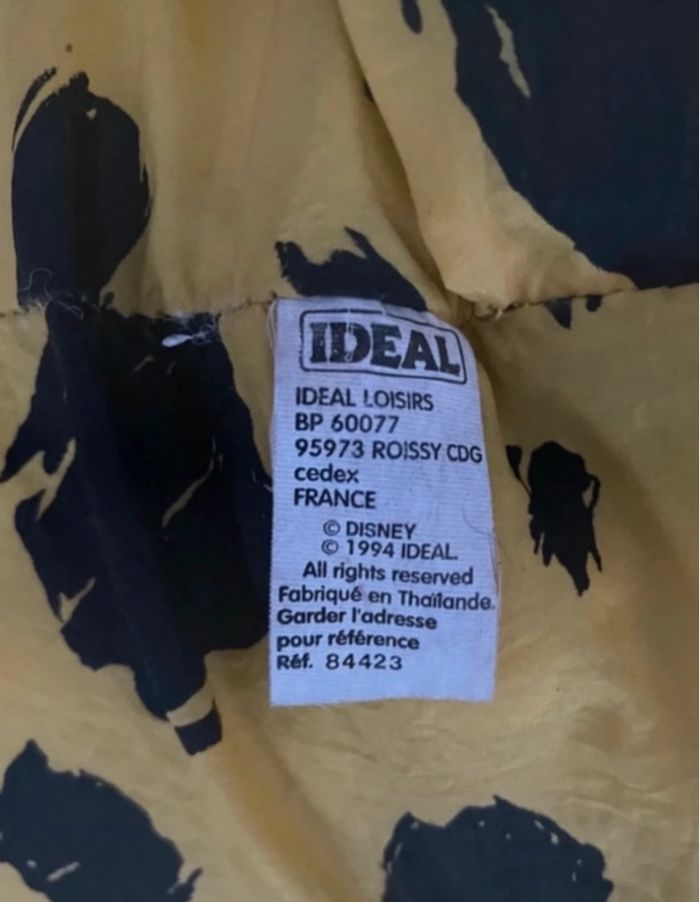 IDEAL
IDEAL LOISIRS
BP 60077
95973 ROISSY CDG
cedex
FRANCE
© DISNEY
© 1994 IDEAL.
All rights reserved
Fabriqué en Thaïlande.
Garder l'adresse
pour référence
Réf. 84423